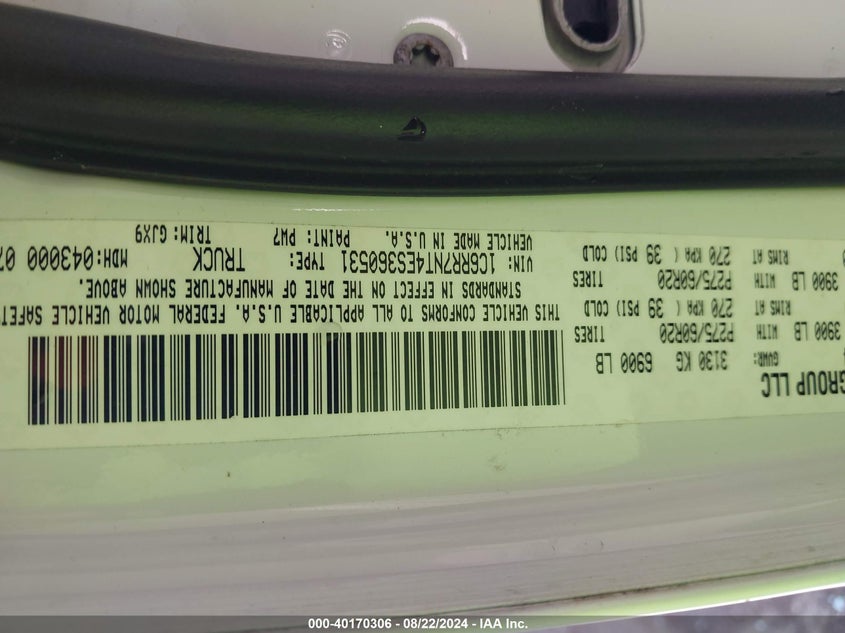 GROUP LLC
GVWR: 3130 KG 6900 LB
3900 LB WITH P275/60R20 TIRES
RIMS AT 270 KPA ( 39 PSI) COLD
3900 LB WITH P275/60R20 TIRES
RIMS AT 270 KPA ( 39 PSI) COLD
THIS VEHICLE CONFORMS TO ALL APPLICABLE U.S.A. FEDERAL MOTOR VEHICLE SAFETY
STANDARDS IN EFFECT ON THE DATE OF MANUFACTURE SHOWN ABOVE.
VIN: 1C6RR7NT4ES360531 TYPE: TRUCK MDH:043000 07
VEHICLE MADE IN U.S.A. PAINT: PW7 TRIM: GJX9
000-40170306 - 08/22/2024 - IAA Inc.